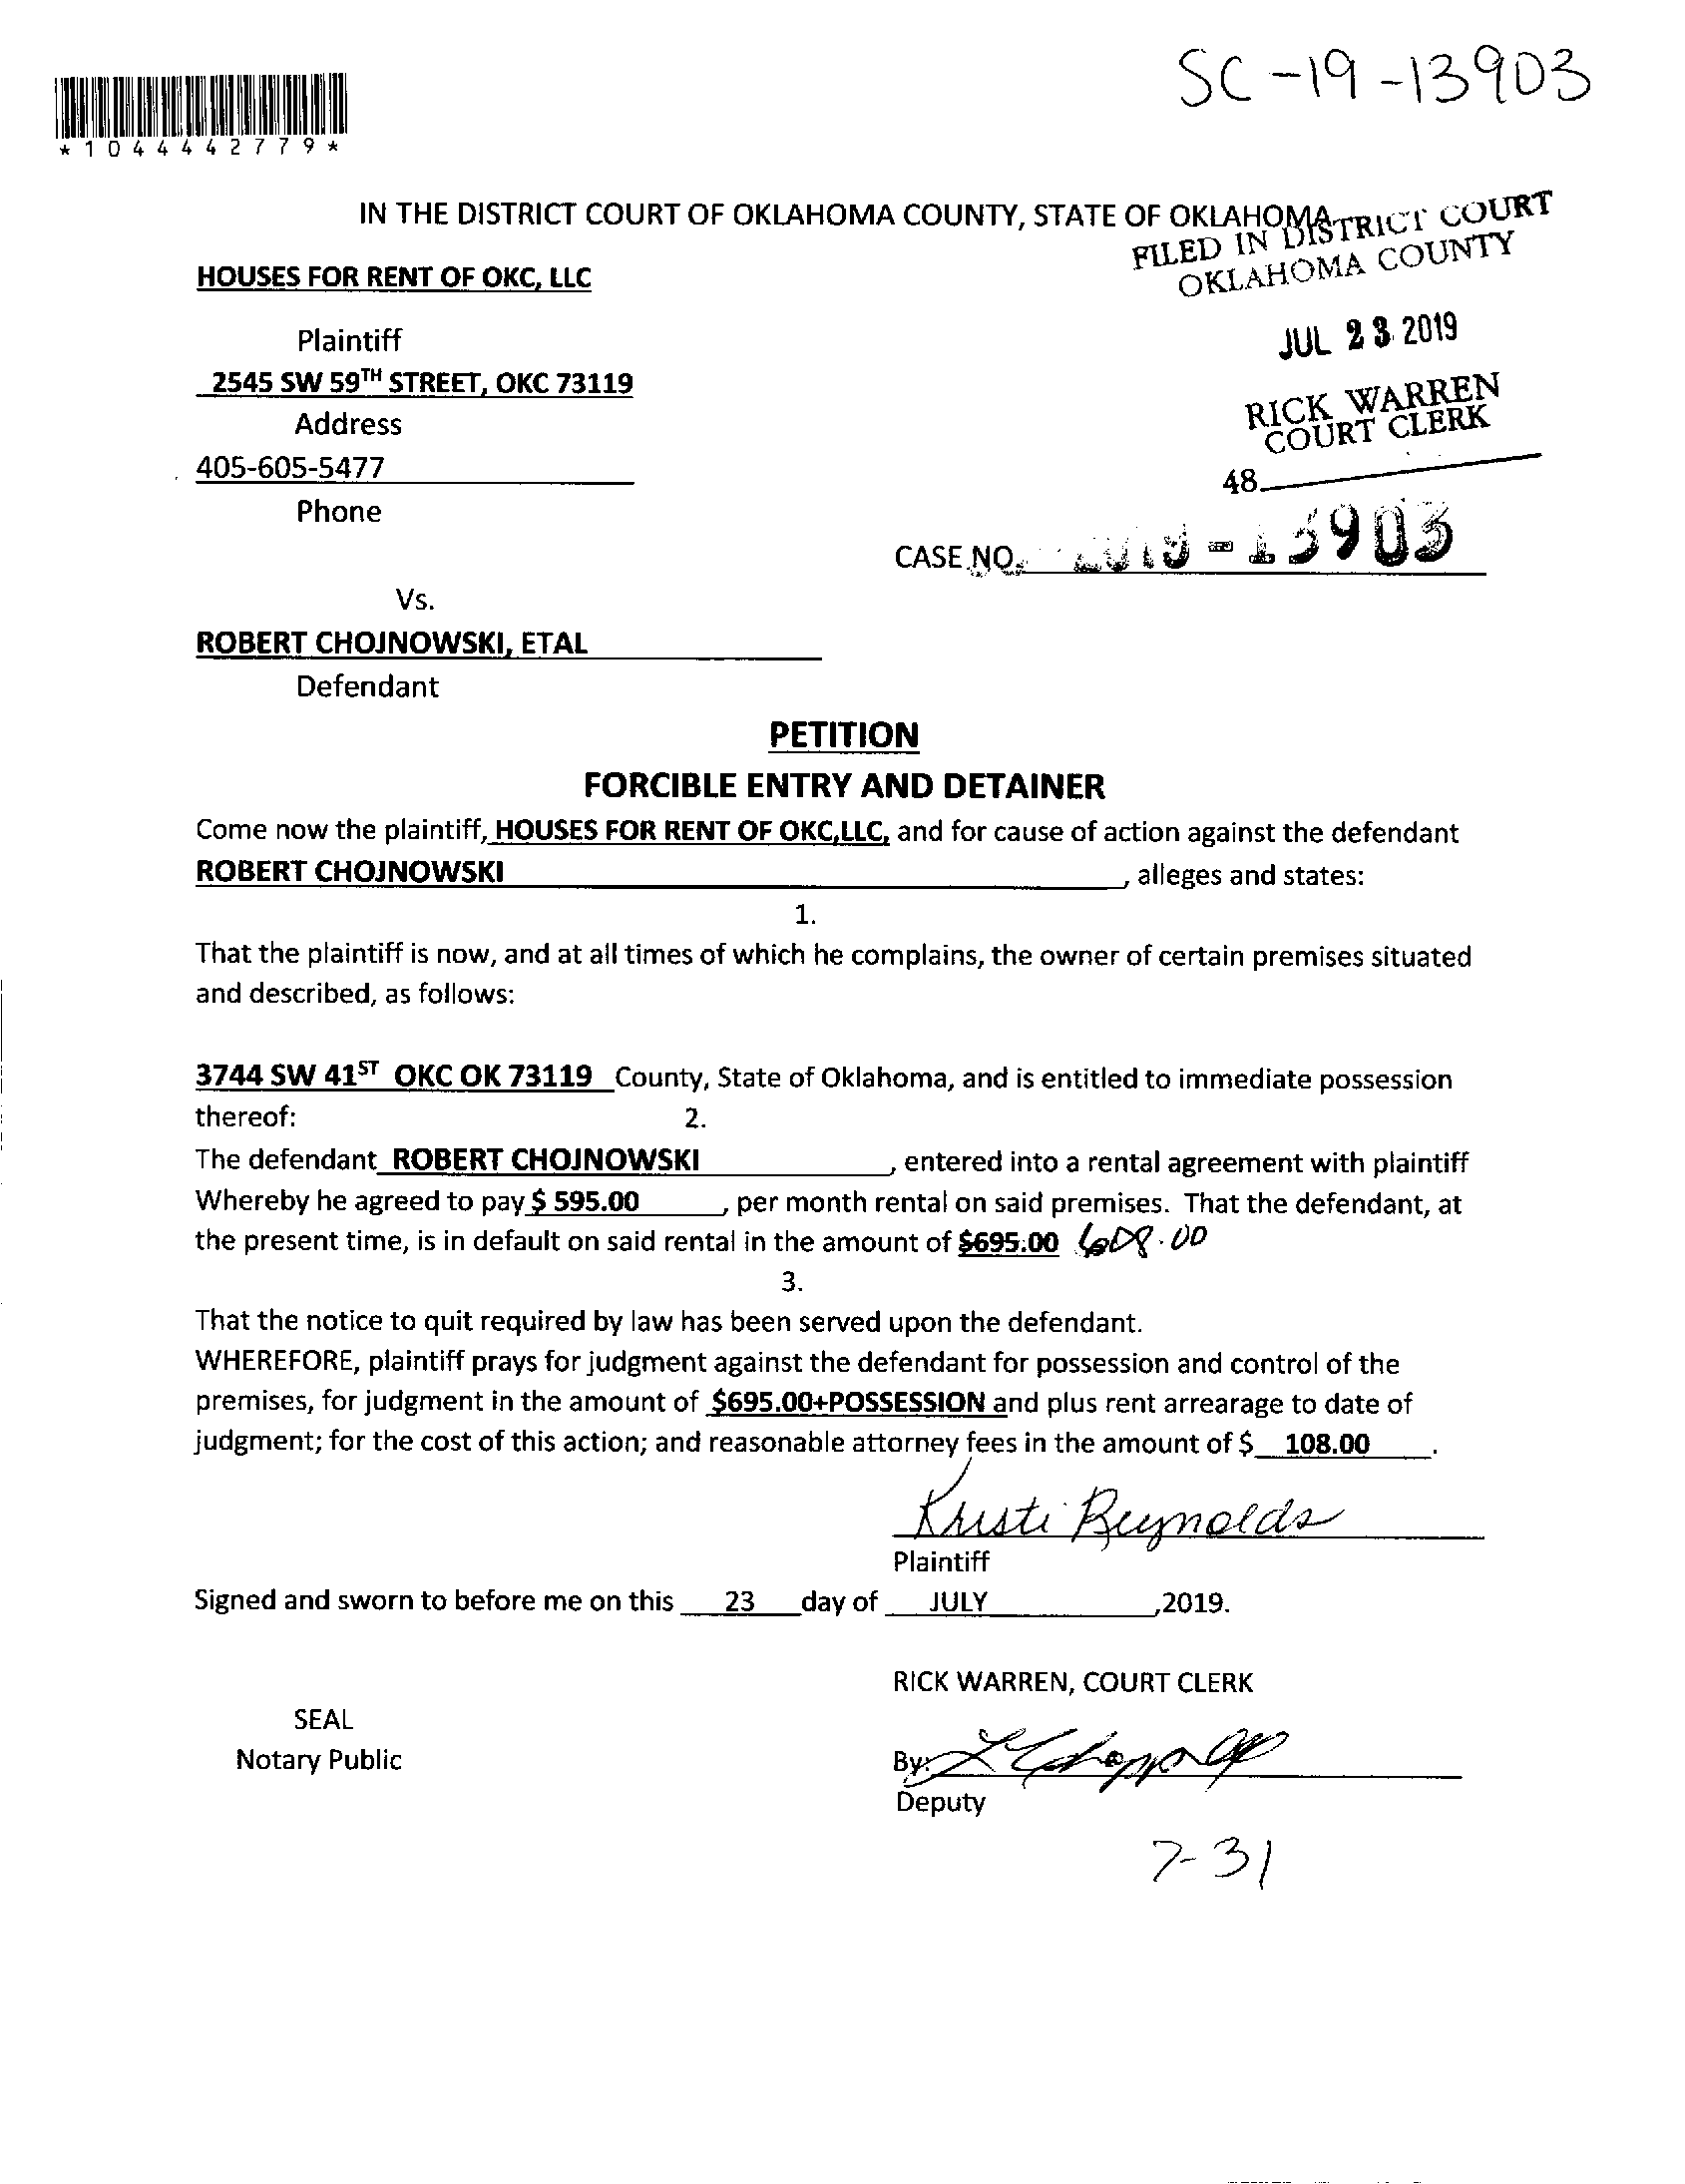 SC-19-13903
*1044442779*
IN THE DISTRICT COURT OF OKLAHOMA COUNTY, STATE OF OKLAHOMA
FILED IN DISTRICT COURT
OKLAHOMA COUNTY
HOUSES FOR RENT OF OKC, LLC
Plaintiff
JUL 23 2019
2545 SW 59TH STREET, OKC 73119
Address
RICK WARREN
COURT CLERK
405-605-5477
48
Phone
CASE NO. 2019-13903
Vs.
ROBERT CHOJNOWSKI, ETAL
Defendant
PETITION
FORCIBLE ENTRY AND DETAINER
Come now the plaintiff, HOUSES FOR RENT OF OKC,LLC, and for cause of action against the defendant
ROBERT CHOJNOWSKI , alleges and states:
1.
That the plaintiff is now, and at all times of which he complains, the owner of certain premises situated
and described, as follows:
3744 SW 41ST OKC OK 73119 County, State of Oklahoma, and is entitled to immediate possession
thereof:
2.
The defendant ROBERT CHOJNOWSKI , entered into a rental agreement with plaintiff
Whereby he agreed to pay $ 595.00 , per month rental on said premises. That the defendant, at
the present time, is in default on said rental in the amount of $695.00 608.00
3.
That the notice to quit required by law has been served upon the defendant.
WHEREFORE, plaintiff prays for judgment against the defendant for possession and control of the
premises, for judgment in the amount of $695.00+POSSESSION and plus rent arrearage to date of
judgment; for the cost of this action; and reasonable attorney fees in the amount of $ 108.00 .
Kristi Reynolds
Plaintiff
Signed and sworn to before me on this 23 day of JULY ,2019.
RICK WARREN, COURT CLERK
SEAL
Notary Public
By:
Deputy
7-31